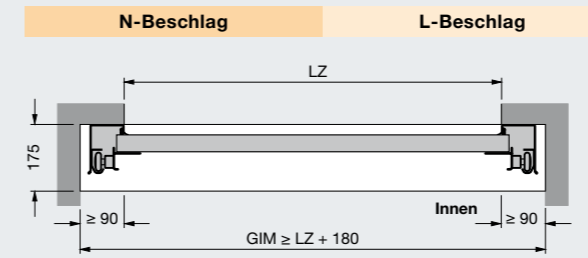 N-Beschlag L-Beschlag
LZ
175
≥ 90 Innen ≥ 90
GIM ≥ LZ + 180